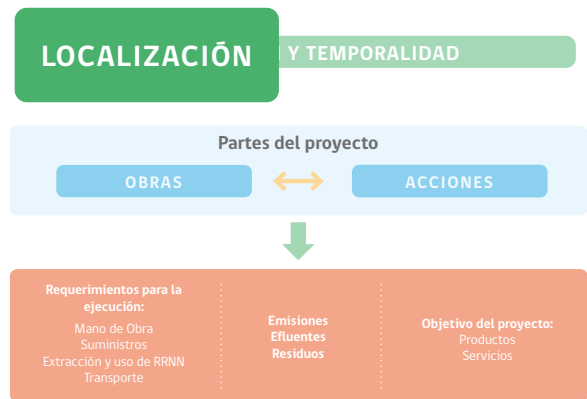 LOCALIZACIÓN Y TEMPORALIDAD
Partes del proyecto
OBRAS
ACCIONES
Requerimientos para la
ejecución:
Mano de Obra
Suministros
Extracción y uso de RRNN
Transporte
Emisiones
Efluentes
Residuos
Objetivo del proyecto:
Productos
Servicios